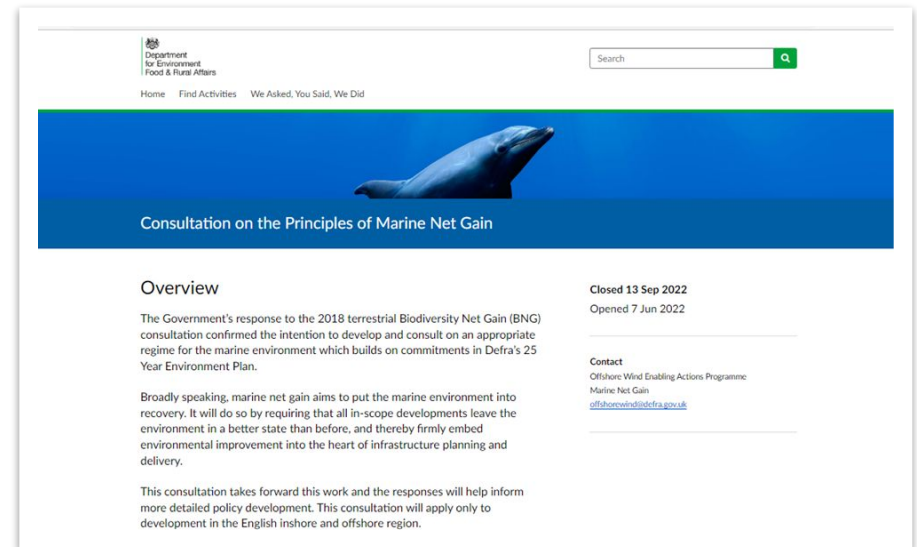 Department
for Environment
Food & Rural Affairs
Search
Home Find Activities We Asked, You Said, We Did
Consultation on the Principles of Marine Net Gain
Overview
The Government's response to the 2018 terrestrial Biodiversity Net Gain (BNG)
consultation confirmed the intention to develop and consult on an appropriate
regime for the marine environment which builds on commitments in Defra's 25
Year Environment Plan.
Broadly speaking, marine net gain aims to put the marine environment into
recovery. It will do so by requiring that all in-scope developments leave the
environment in a better state than before, and thereby firmly embed
environmental improvement into the heart of infrastructure planning and
delivery.
This consultation takes forward this work and the responses will help inform
more detailed policy development. This consultation will apply only to
development in the English inshore and offshore region.
Closed 13 Sep 2022
Opened 7 Jun 2022
Contact
Offshore Wind Enabling Actions Programme
Marine Net Gain
offshorewind@defra.gov.uk